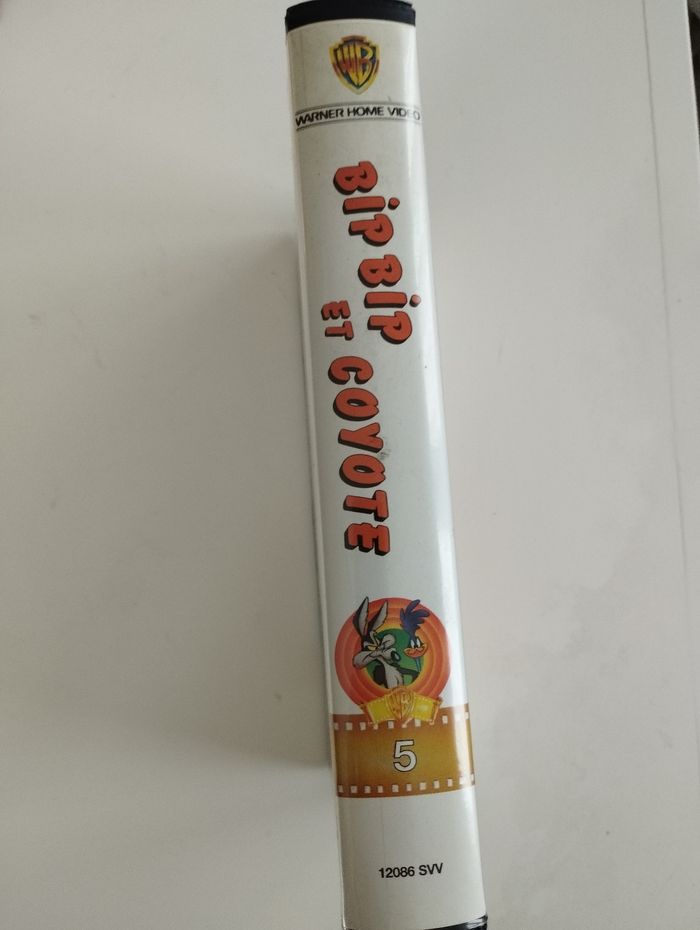 WB
WARNER HOME VIDEO
BIP BIP
ET COYOTE
5
12086 SVV